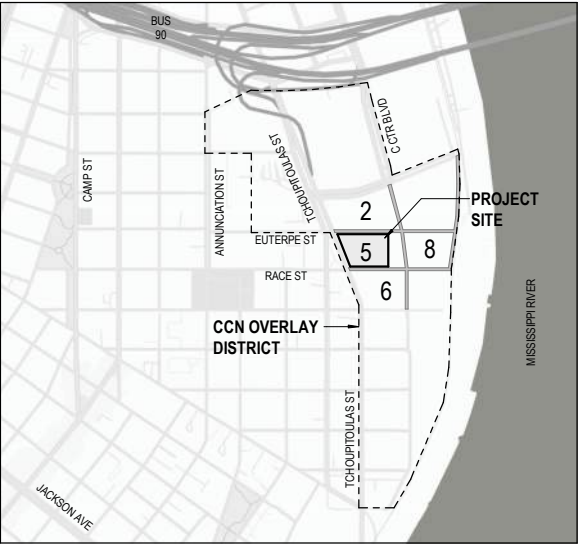 BUS
90
C CTR BLVD
TCHOUPITOULAS ST
CAMP ST
ANNUNCIATION ST
PROJECT
SITE
2
EUTERPE ST
5
8
RACE ST
6
CCN OVERLAY
DISTRICT
MISSISSIPPI RIVER
TCHOUPITOULAS ST
JACKSON AVE